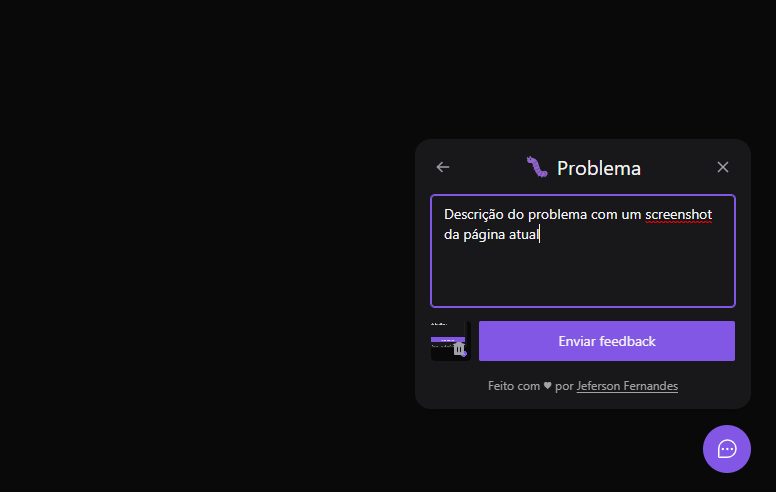 Problema
Descrição do problema com um screenshot
da página atual
Enviar feedback
Feito com ♥ por Jeferson Fernandes